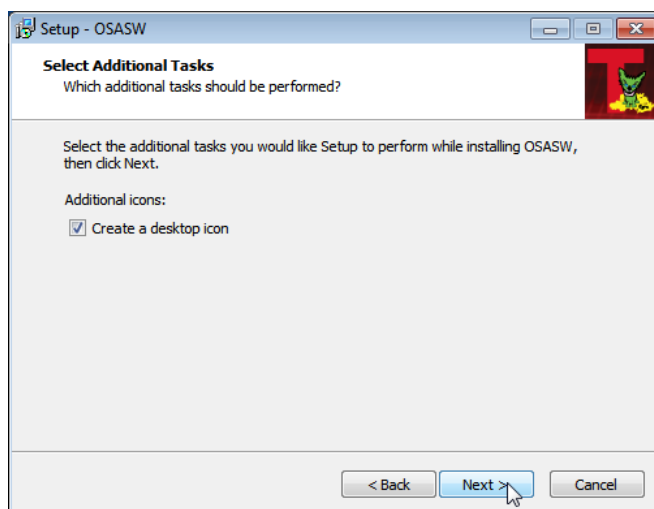 Setup - OSASW
Select Additional Tasks
Which additional tasks should be performed?
T
Select the additional tasks you would like Setup to perform while installing OSASW,
then click Next.
Additional icons:
Create a desktop icon
< Back
Next >
Cancel